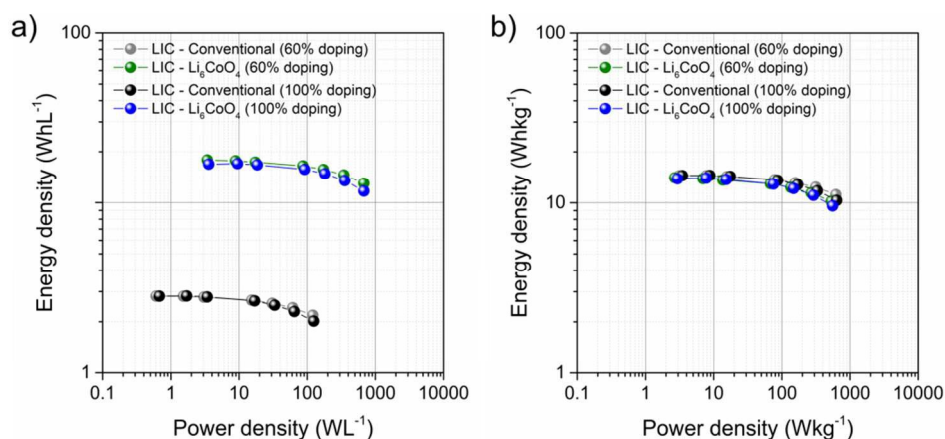 a)
100
10
1
0.1 1 10 100 1000 10000
Energy density (WhL⁻¹)
Power density (WL⁻¹)
LIC - Conventional (60% doping)
LIC - Li₆CoO₄ (60% doping)
LIC - Conventional (100% doping)
LIC - Li₆CoO₄ (100% doping)
b)
100
10
1
0.1 1 10 100 1000 10000
Energy density (Whkg⁻¹)
Power density (Wkg⁻¹)
LIC - Conventional (60% doping)
LIC - Li₆CoO₄ (60% doping)
LIC - Conventional (100% doping)
LIC - Li₆CoO₄ (100% doping)